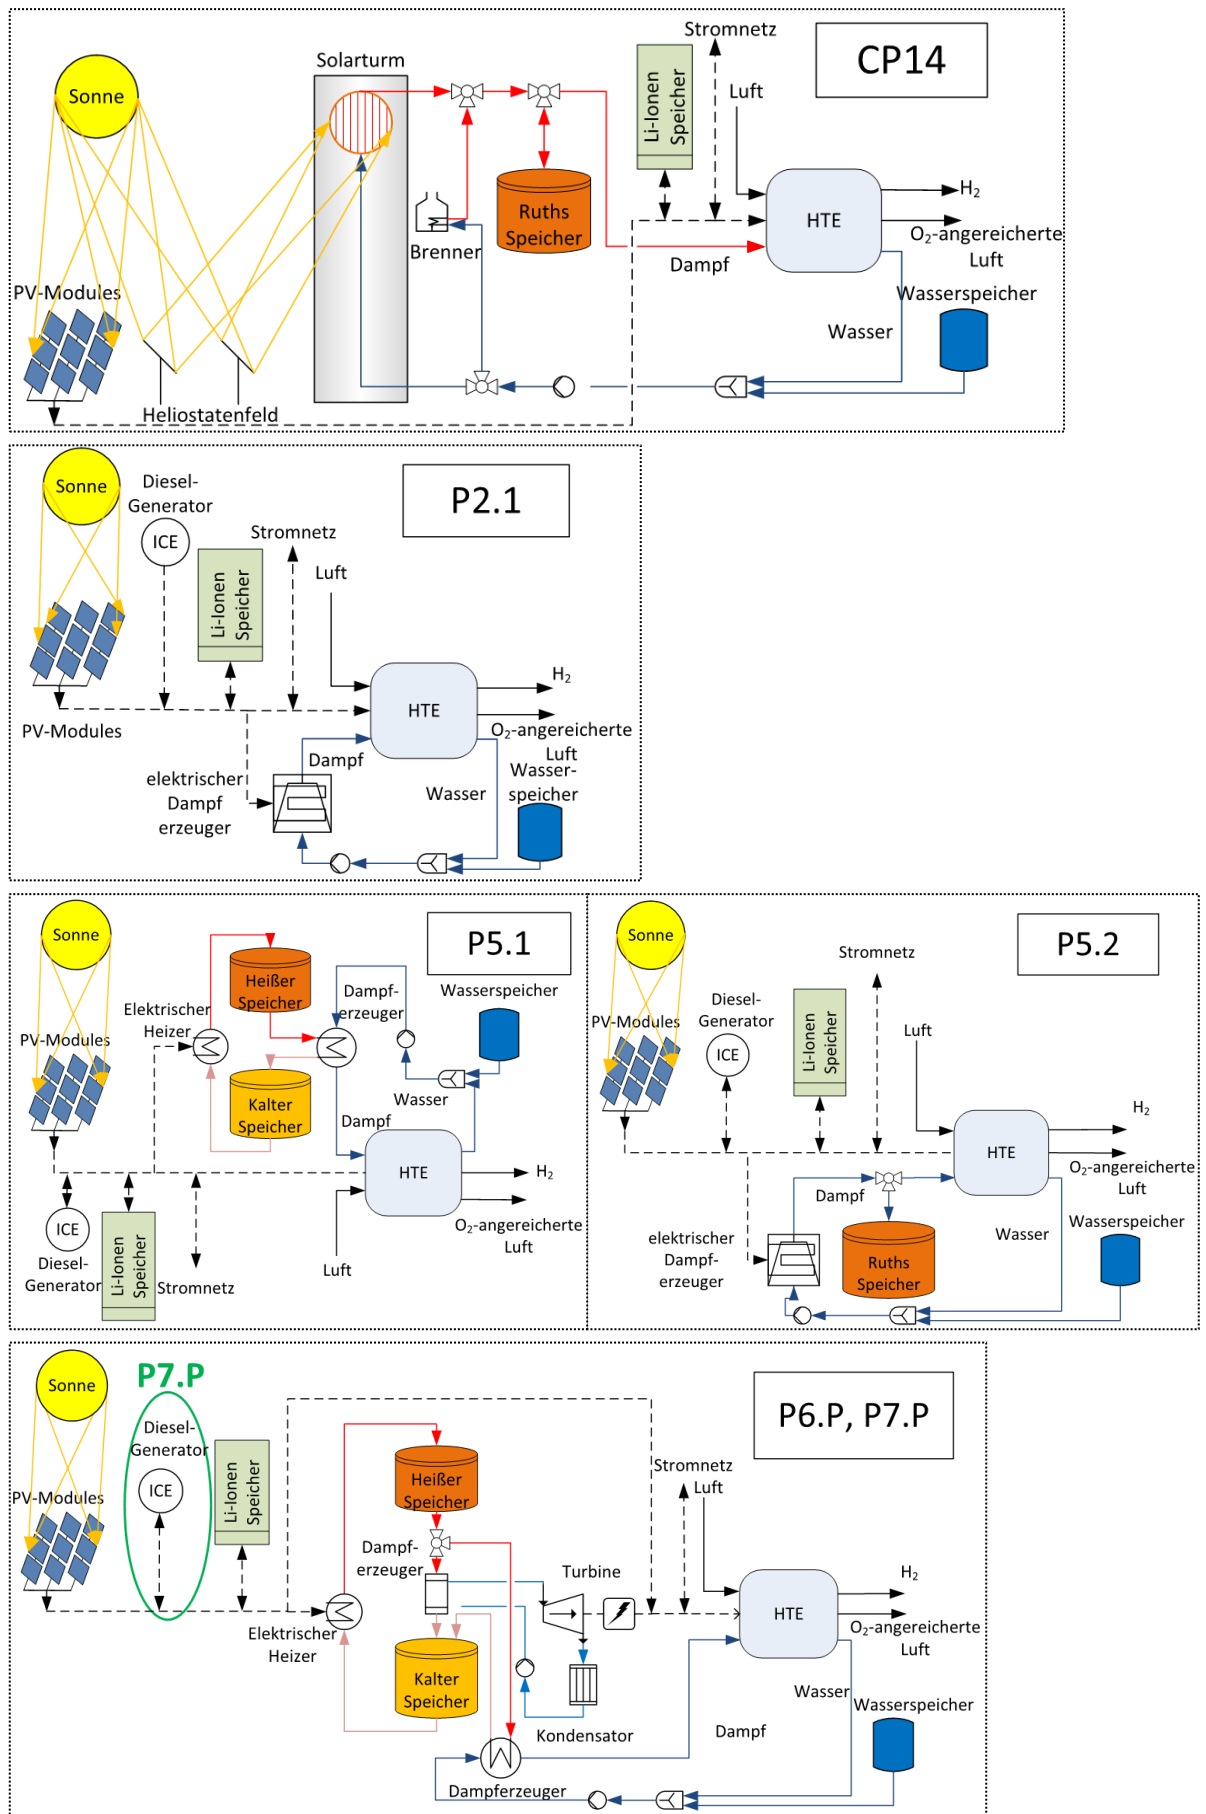 CP14
Sonne
Solarturm
Li-Ionen
Speicher
Stromnetz
Luft
Ruths
Speicher
Brenner
HTE
H2
O2-angereicherte
Luft
Dampf
PV-Modules
Wasserspeicher
Wasser
Heliostatenfeld
P2.1
Sonne
Diesel-
Generator
ICE
Stromnetz
Li-Ionen
Speicher
Luft
HTE
H2
O2-angereicherte
Luft
PV-Modules
Dampf
elektrischer
Dampf
erzeuger
Wasser
Wasser-
speicher
P5.1
Sonne
Heißer
Speicher
Dampf-
erzeuger
Wasserspeicher
Elektrischer
Heizer
PV-Modules
Kalter
Speicher
Wasser
Dampf
HTE
H2
O2-angereicherte
Luft
ICE
Diesel-
Generator
Li-Ionen
Speicher
Stromnetz
Luft
P5.2
Sonne
Stromnetz
Diesel-
Generator
PV-Modules
ICE
Li-Ionen
Speicher
Luft
HTE
H2
O2-angereicherte
Luft
Dampf
Wasser
Wasserspeicher
elektrischer
Dampf-
erzeuger
Ruths
Speicher
P6.P, P7.P
P7.P
Sonne
Diesel-
Generator
ICE
Li-Ionen
Speicher
PV-Modules
Heißer
Speicher
Stromnetz
Luft
Dampf-
erzeuger
Turbine
HTE
H2
O2-angereicherte
Luft
Elektrischer
Heizer
Kalter
Speicher
Kondensator
Wasser
Dampf
Wasserspeicher
Dampferzeuger